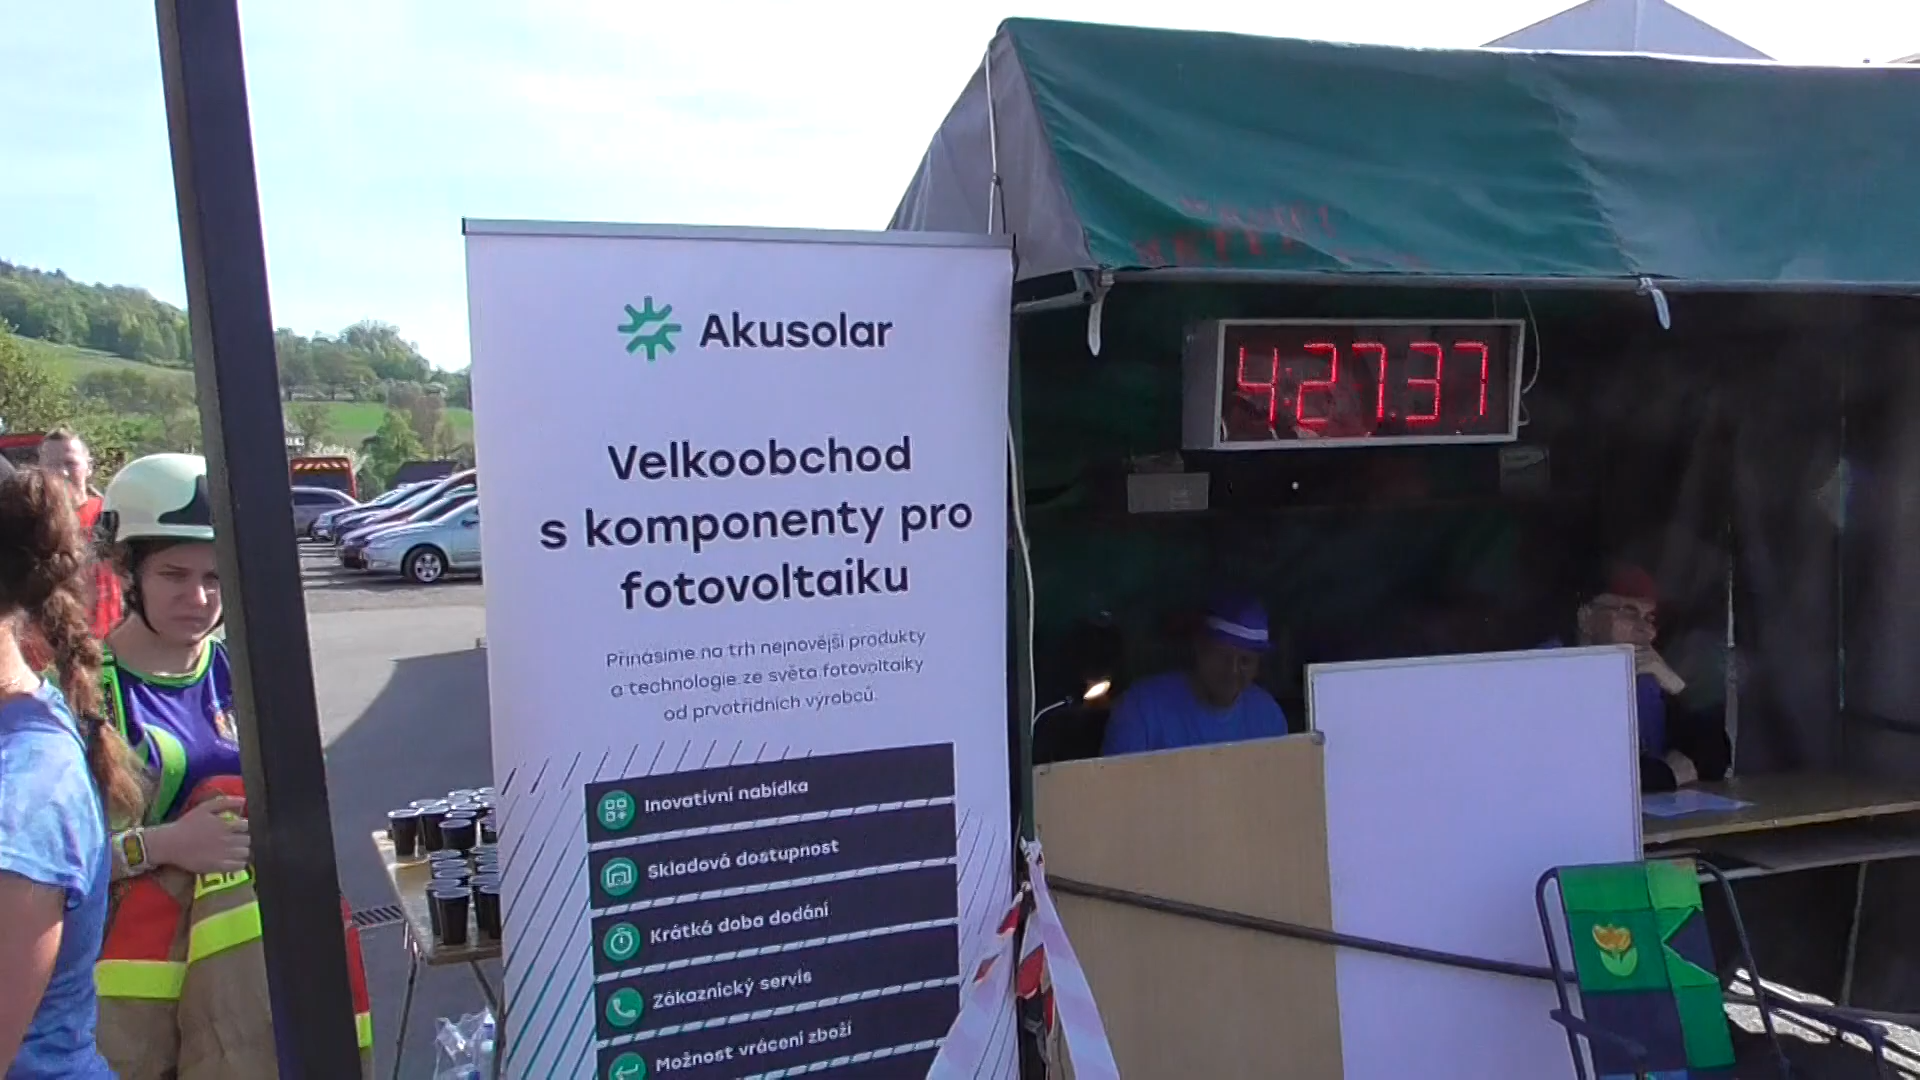 Akusolar
4:27.37
Velkoobchod
s komponenty pro
fotovoltaiku
Přinášíme na trh nejnovější produkty
a technologie ze světa fotovoltaiky
od prvotřídních výrobců.
Inovativní nabídka
Skladová dostupnost
Krátká doba dodání
Zákaznický servis
Možnost vrácení zboží